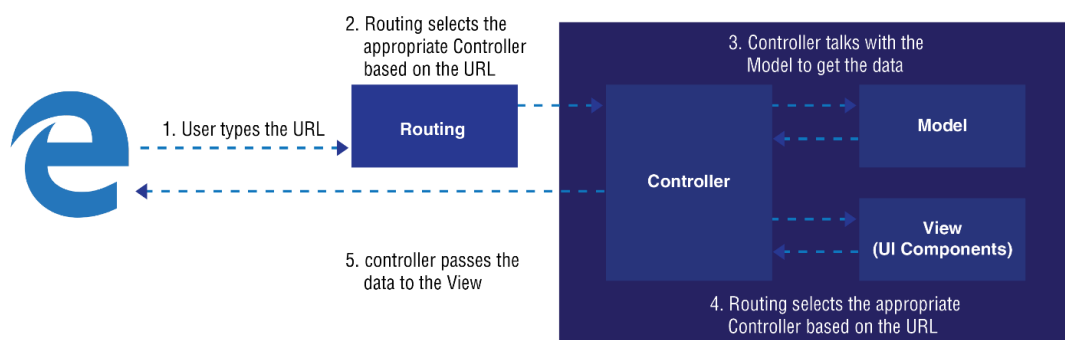 2. Routing selects the
appropriate Controller
based on the URL
3. Controller talks with the
Model to get the data
1. User types the URL
Routing
Controller
Model
View
(UI Components)
5. controller passes the
data to the View
4. Routing selects the appropriate
Controller based on the URL